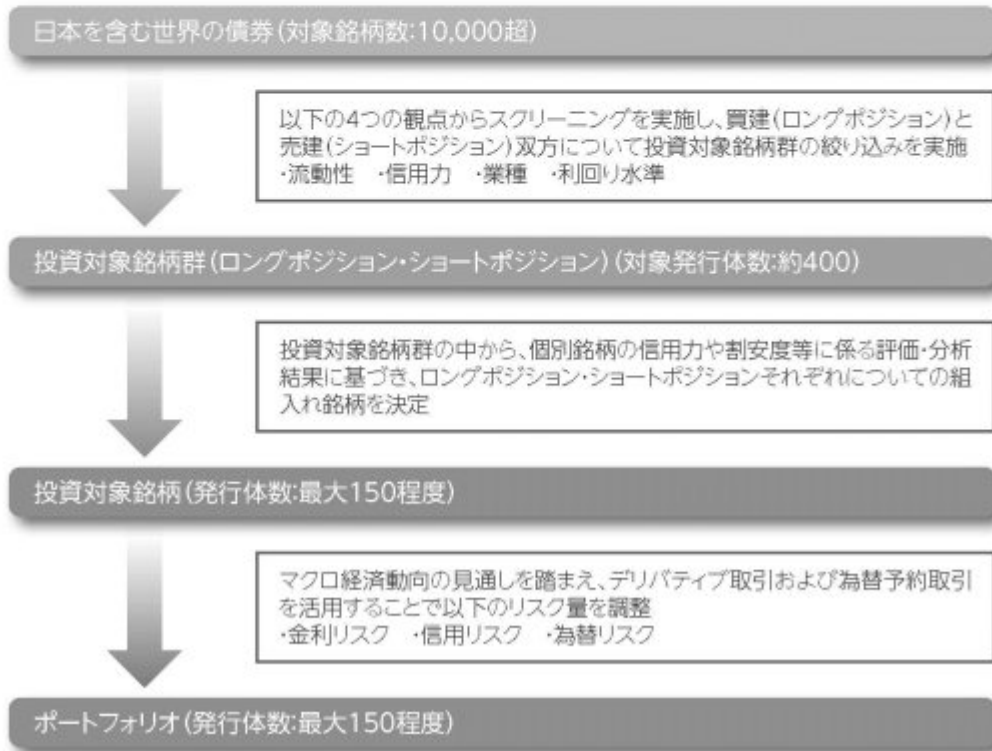 日本を含む世界の債券(対象銘柄数:10,000超)
以下の4つの観点からスクリーニングを実施し、買建(ロングポジション)と
売建(ショートポジション)双方について投資対象銘柄群の絞り込みを実施
・流動性　・信用力　・業種　・利回り水準
投資対象銘柄群(ロングポジション・ショートポジション)(対象発行体数:約400)
投資対象銘柄群の中から、個別銘柄の信用力や割安度等に係る評価・分析
結果に基づき、ロングポジション・ショートポジションそれぞれについての組
入れ銘柄を決定
投資対象銘柄(発行体数:最大150程度)
マクロ経済動向の見通しを踏まえ、デリバティブ取引および為替予約取引
を活用することで以下のリスク量を調整
・金利リスク　・信用リスク　・為替リスク
ポートフォリオ(発行体数:最大150程度)